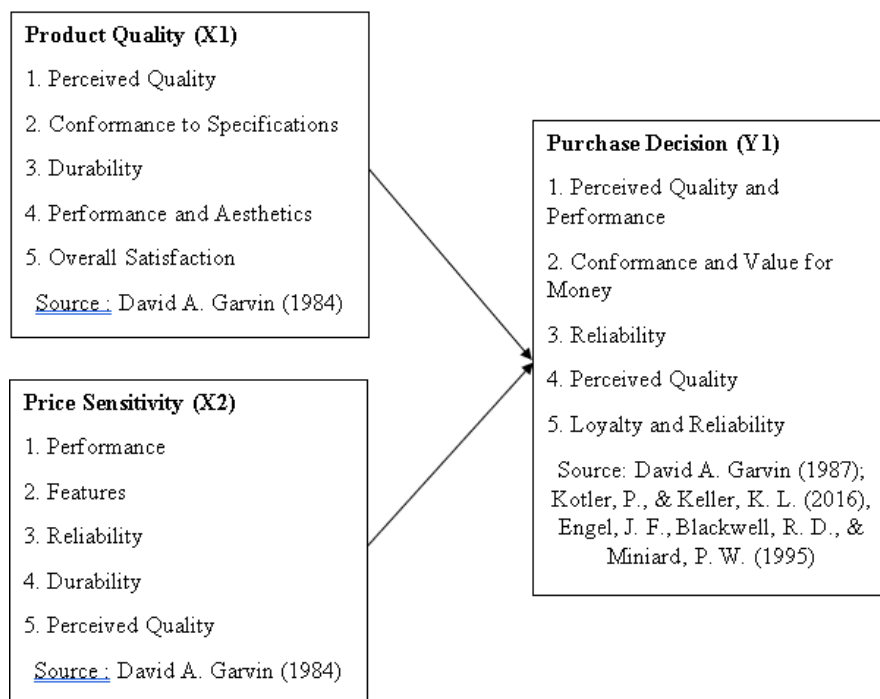 Product Quality (X1)
1. Perceived Quality
2. Conformance to Specifications
3. Durability
4. Performance and Aesthetics
5. Overall Satisfaction
Source : David A. Garvin (1984)
Price Sensitivity (X2)
1. Performance
2. Features
3. Reliability
4. Durability
5. Perceived Quality
Source : David A. Garvin (1984)
Purchase Decision (Y1)
1. Perceived Quality and
Performance
2. Conformance and Value for
Money
3. Reliability
4. Perceived Quality
5. Loyalty and Reliability
Source: David A. Garvin (1987);
Kotler, P., & Keller, K. L. (2016),
Engel, J. F., Blackwell, R. D., &
Miniard, P. W. (1995)